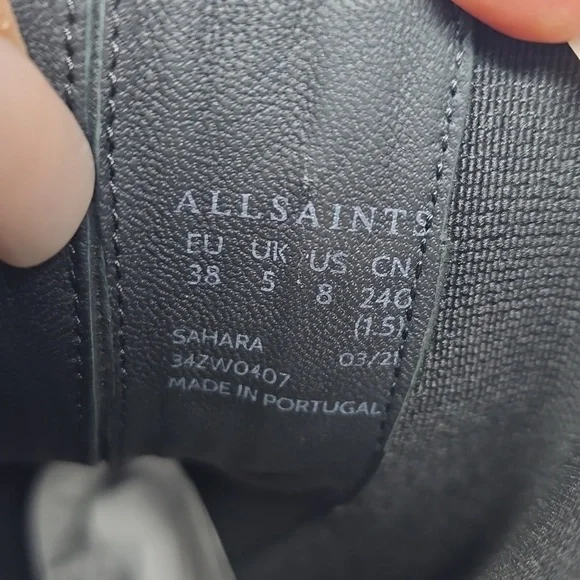 ALLSAINTS
EU UK US CN
38 5 8 240
(1.5)
SAHARA 03/21
34ZW0407
MADE IN PORTUGAL